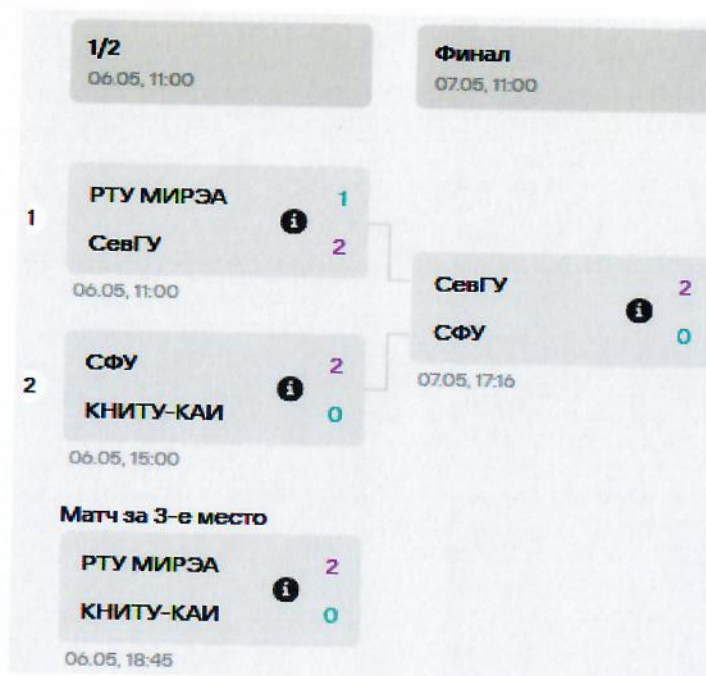 1/2
06.05, 11:00
Финал
07.05, 11:00
1
РТУ МИРЭА 1
СевГУ 2
06.05, 11:00
СевГУ 2
СФУ 0
07.05, 17:16
2
СФУ 2
КНИТУ-КАИ 0
06.05, 15:00
Матч за 3-е место
РТУ МИРЭА 2
КНИТУ-КАИ 0
06.05, 18:45